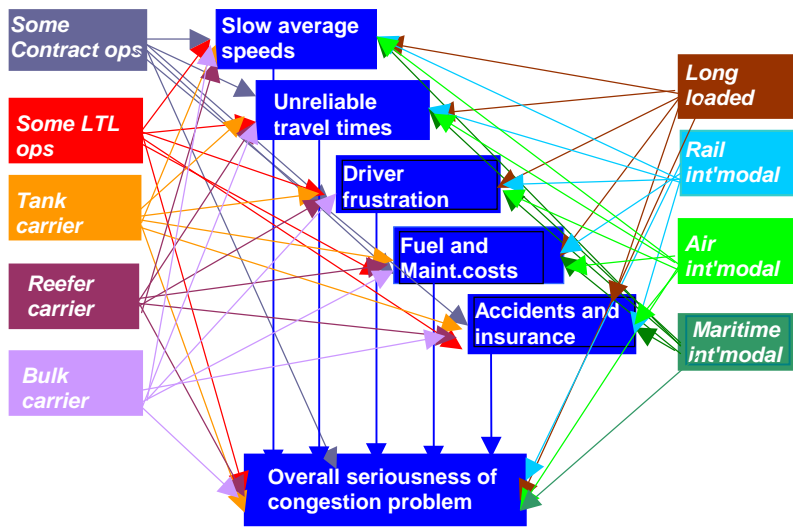 Some
Contract ops
Some LTL
ops
Tank
carrier
Reefer
carrier
Bulk
carrier
Slow average
speeds
Unreliable
travel times
Driver
frustration
Fuel and
Maint.costs
Accidents and
insurance
Overall seriousness of
congestion problem
Long
loaded
Rail
int'modal
Air
int'modal
Maritime
int'modal